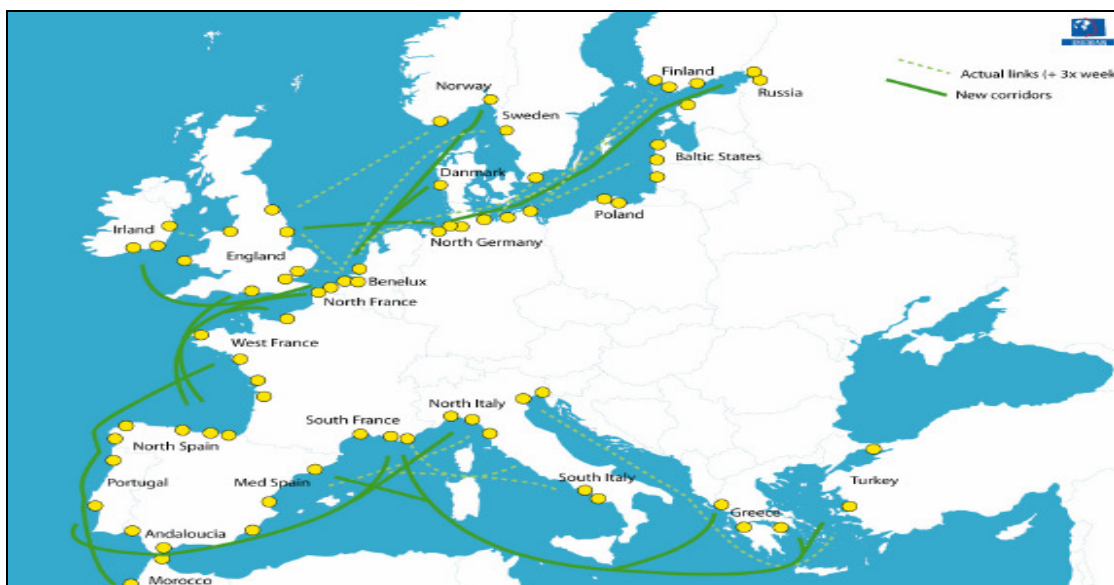 Finland
Actual links (+ 3x week
Norway
Russia
New corridors
Sweden
Baltic States
Danmark
Poland
Irland
North Germany
England
Benelux
North France
West France
North Italy
South France
North Spain
Portugal
Med Spain
South Italy
Turkey
Greece
Andaloucia
Morocco